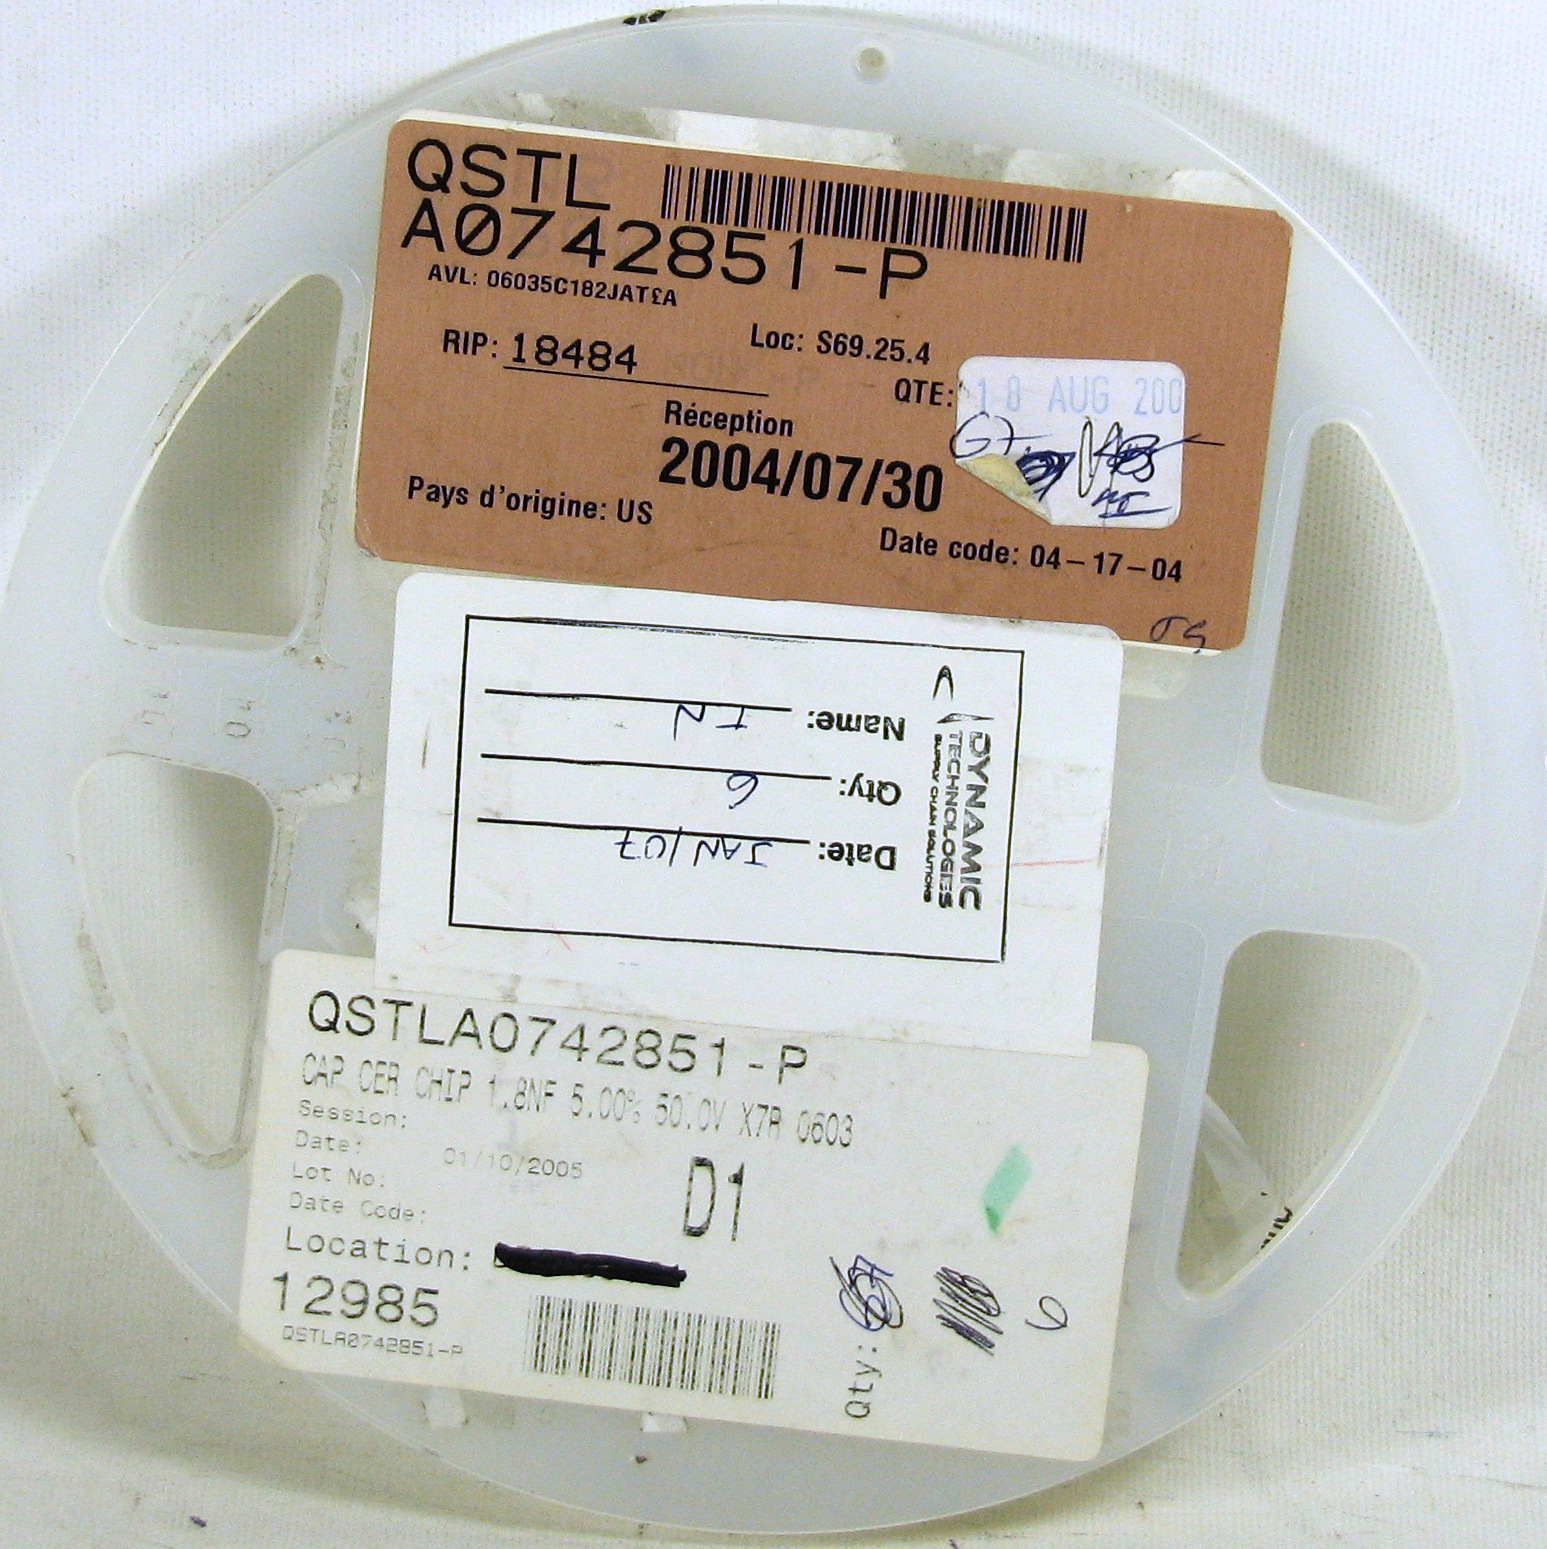 QSTL
A0742851-P
AVL: 06035C182JAT£A
RIP: 18484
Loc: S69.25.4
QTE:
18 AUG 200
Réception
2004/07/30
Pays d'origine: US
Date code: 04-17-04
DYNAMIC
TECHNOLOGIES
SUPPLY CHAIN SOLUTIONS
Date: JAN/07
Qty: 6
Name: IN
QSTLA0742851-P
CAP CER CHIP 1.8NF 5.00% 50.0V X7R 0603
Session:
Date: 01/10/2005
Lot No:
Date Code:
D1
Location:
12985
QSTLA0742851-P
Qty: 6